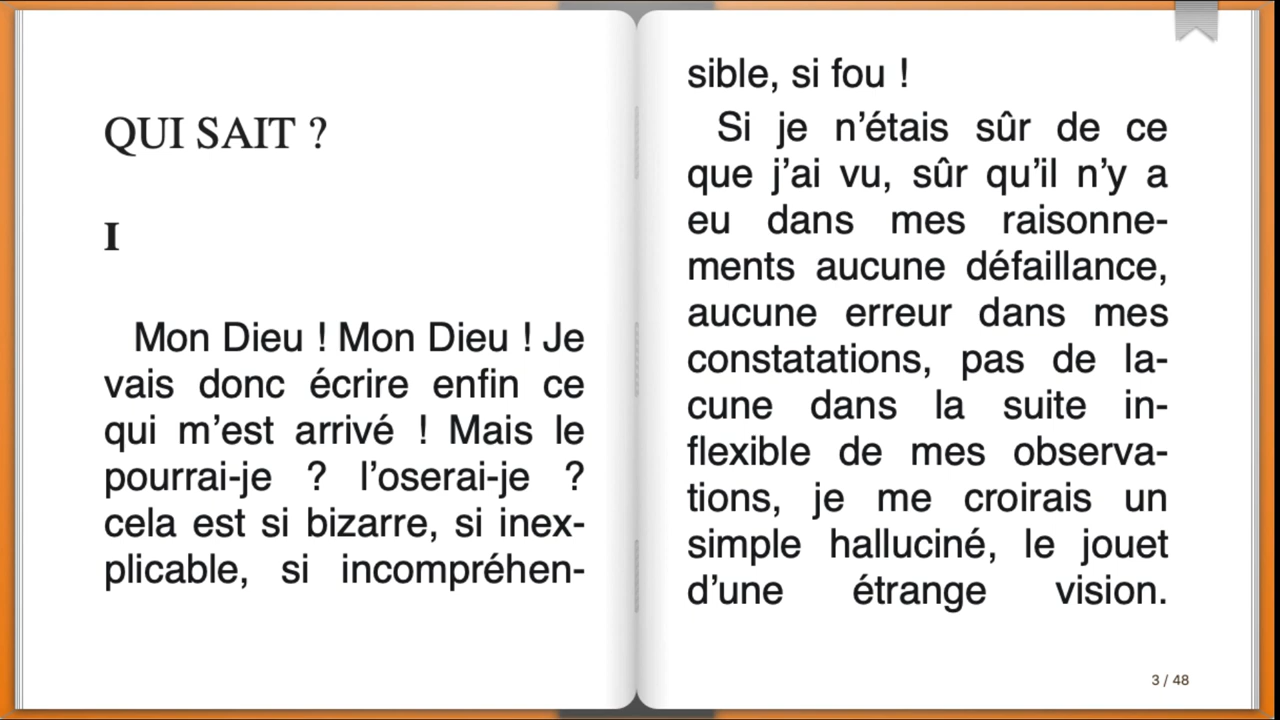 QUI SAIT ?
I
Mon Dieu ! Mon Dieu ! Je
vais donc écrire enfin ce
qui m’est arrivé ! Mais le
pourrai-je ? l’oserai-je ?
cela est si bizarre, si inex-
plicable, si incompréhen-
sible, si fou !
Si je n’étais sûr de ce
que j’ai vu, sûr qu’il n’y a
eu dans mes raisonne-
ments aucune défaillance,
aucune erreur dans mes
constatations, pas de la-
cune dans la suite in-
flexible de mes observa-
tions, je me croirais un
simple halluciné, le jouet
d’une étrange vision.
3 / 48